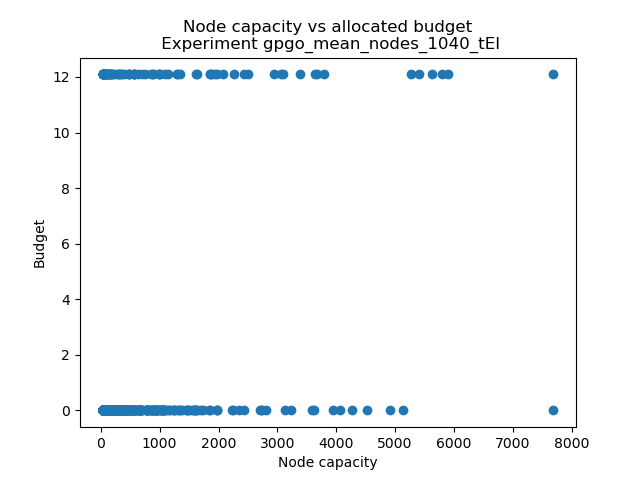 Node capacity vs allocated budget
Experiment gpgo_mean_nodes_1040_tEI
12
10
8
6
4
2
0
Budget
0 1000 2000 3000 4000 5000 6000 7000 8000
Node capacity